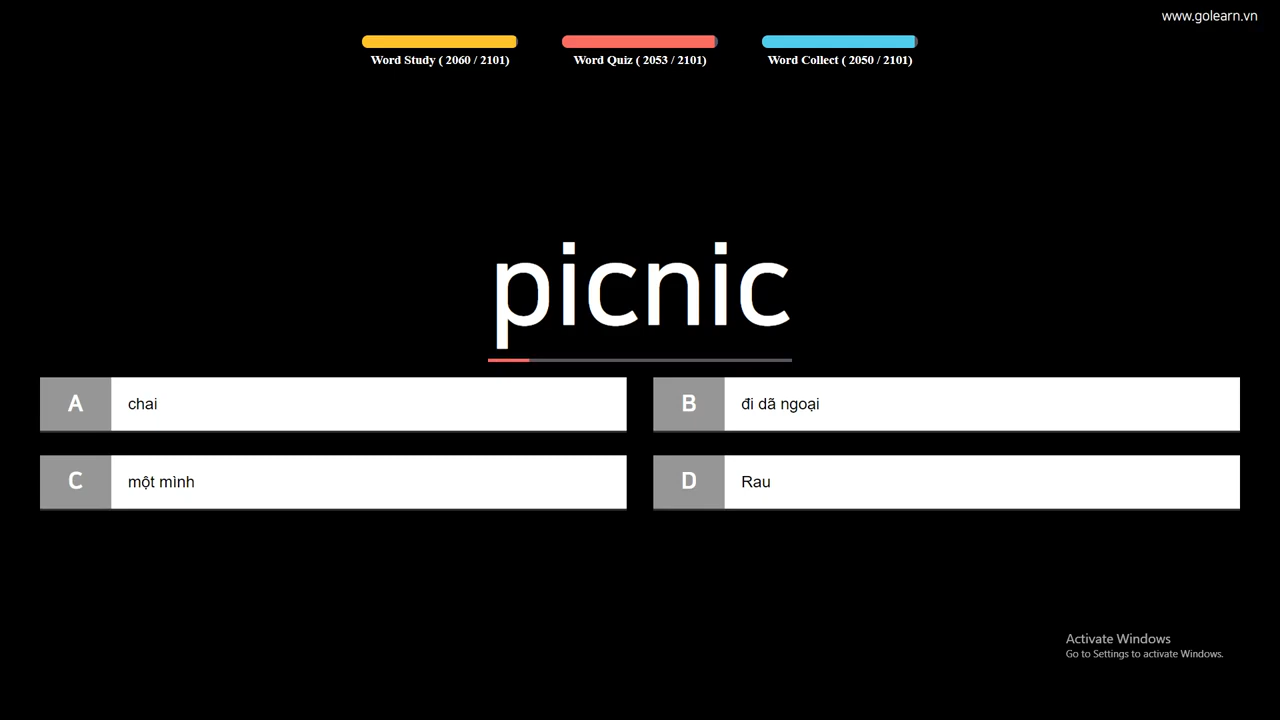 www.golearn.vn
Word Study ( 2060 / 2101)
Word Quiz ( 2053 / 2101)
Word Collect ( 2050 / 2101)
picnic
A chai
B đi dã ngoại
C một mình
D Rau
Activate Windows
Go to Settings to activate Windows.